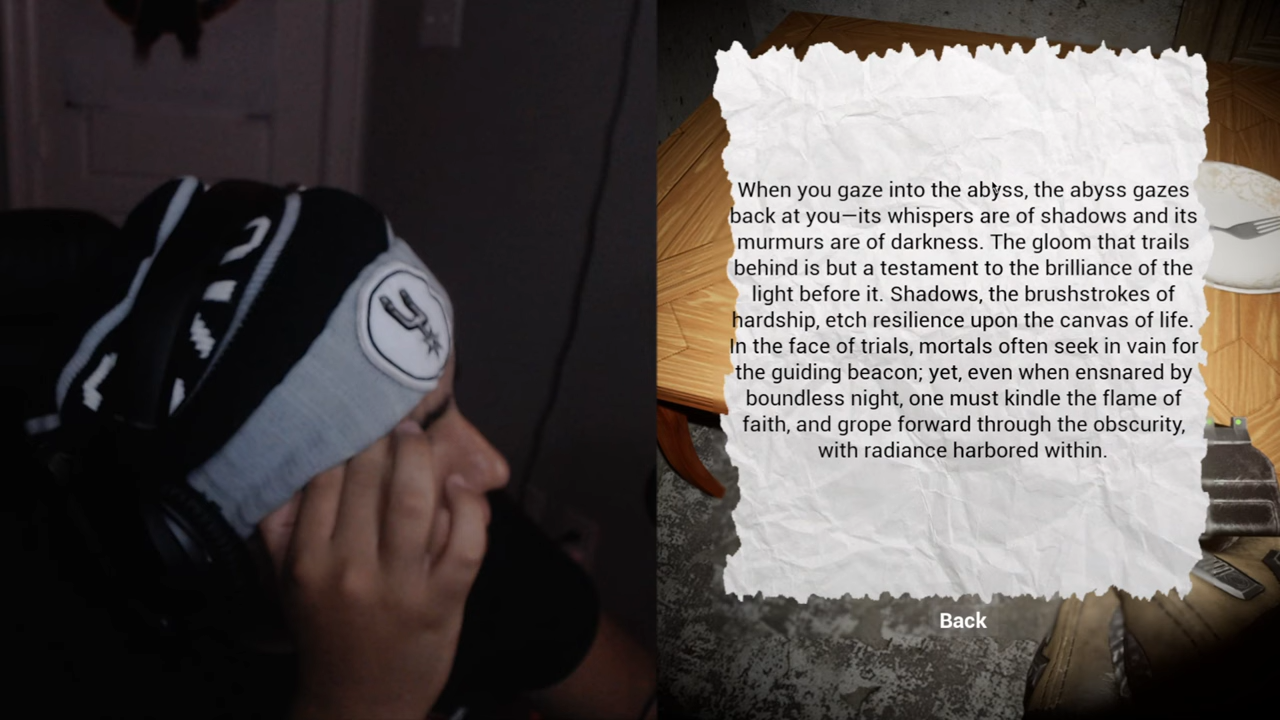 When you gaze into the abyss, the abyss gazes
back at you—its whispers are of shadows and its
murmurs are of darkness. The gloom that trails
behind is but a testament to the brilliance of the
light before it. Shadows, the brushstrokes of
hardship, etch resilience upon the canvas of life.
In the face of trials, mortals often seek in vain for
the guiding beacon; yet, even when ensnared by
boundless night, one must kindle the flame of
faith, and grope forward through the obscurity,
with radiance harbored within.
Back